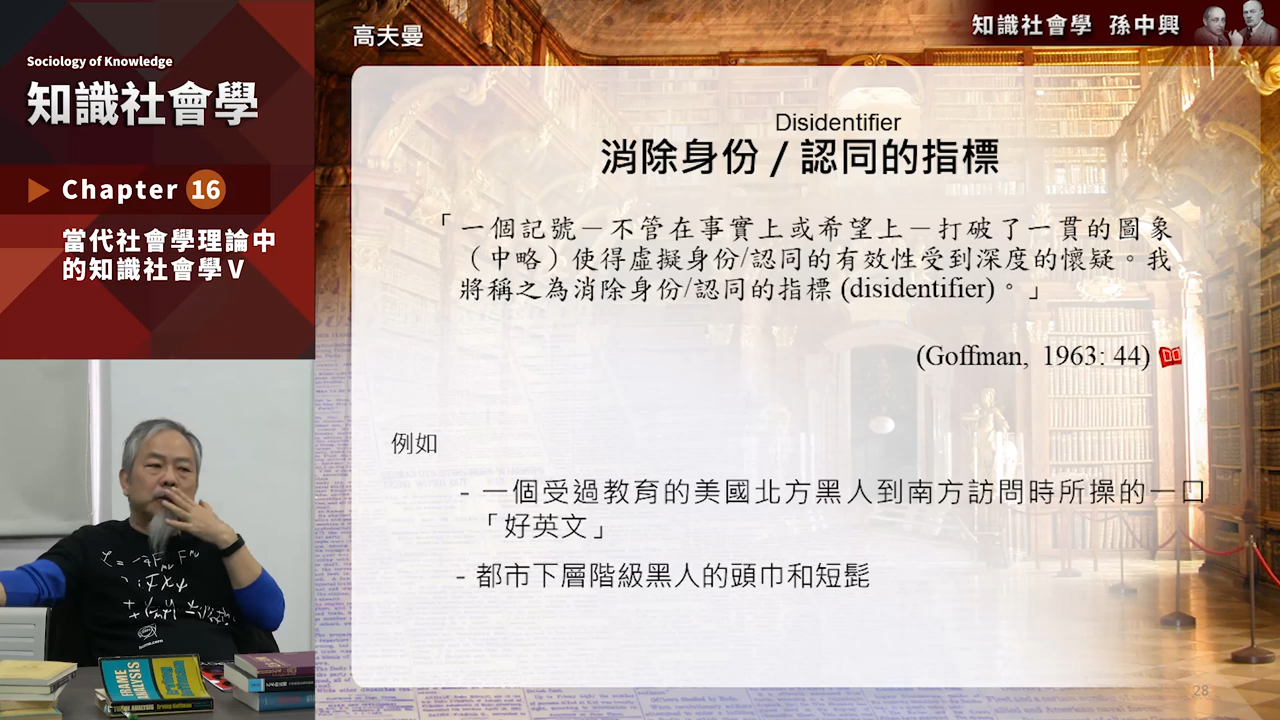 Sociology of Knowledge
知識社會學
Chapter 16
當代社會學理論中
的知識社會學 V
高夫曼
知識社會學 孫中興
Disidentifier
消除身份 / 認同的指標
「一個記號－不管在事實上或希望上－打破了一貫的圖象
（中略）使得虛擬身份/認同的有效性受到深度的懷疑。我
將稱之為消除身份/認同的指標 (disidentifier)。」
(Goffman, 1963: 44)
例如
- 一個受過教育的美國北方黑人到南方訪問時所操的一口
「好英文」
- 都市下層階級黑人的頭巾和短髭
28
FRAME
ANALYSIS